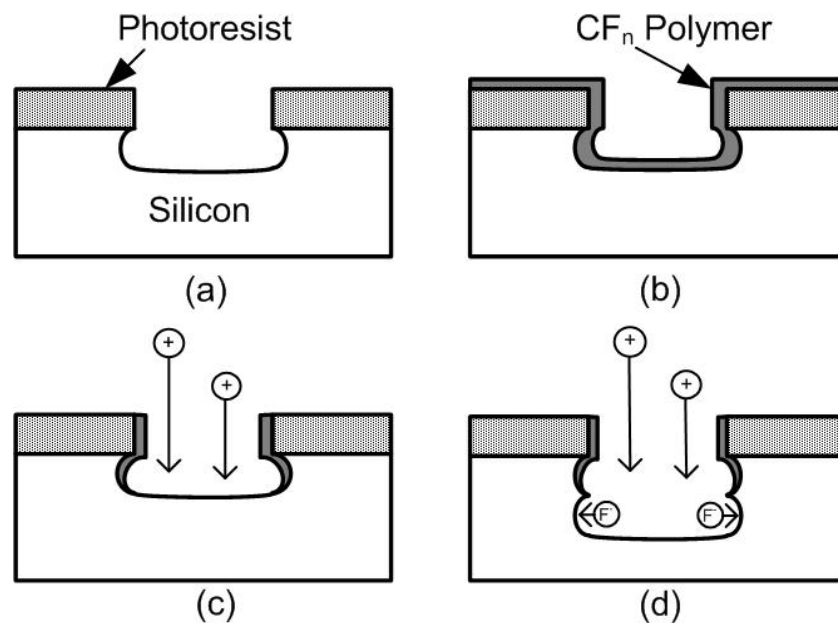 Photoresist
CFₙ Polymer
Silicon
(a)
(b)
+
+
+
+
F⁻
F⁻
(c)
(d)